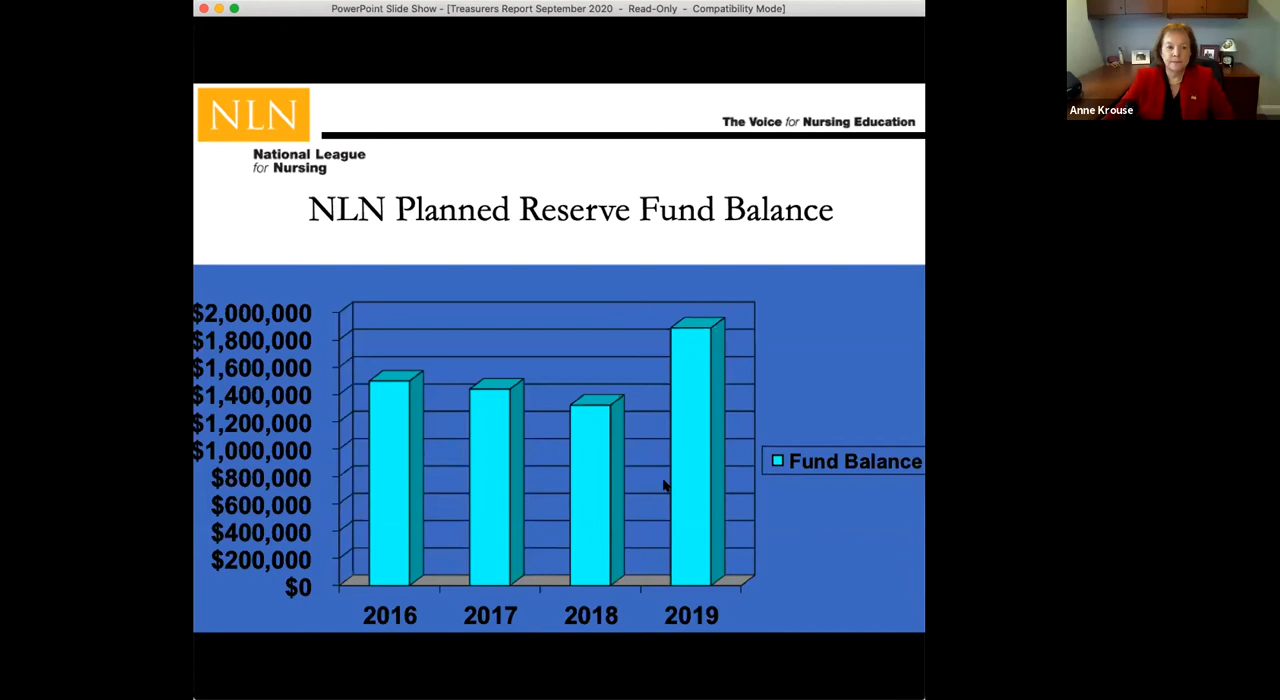 PowerPoint Slide Show - [Treasurers Report September 2020 - Read-Only - Compatibility Mode]
Anne Krouse
NLN
The Voice for Nursing Education
National League
for Nursing
NLN Planned Reserve Fund Balance
$2,000,000
$1,800,000
$1,600,000
$1,400,000
$1,200,000
$1,000,000
$800,000
$600,000
$400,000
$200,000
$0
2016 2017 2018 2019
Fund Balance